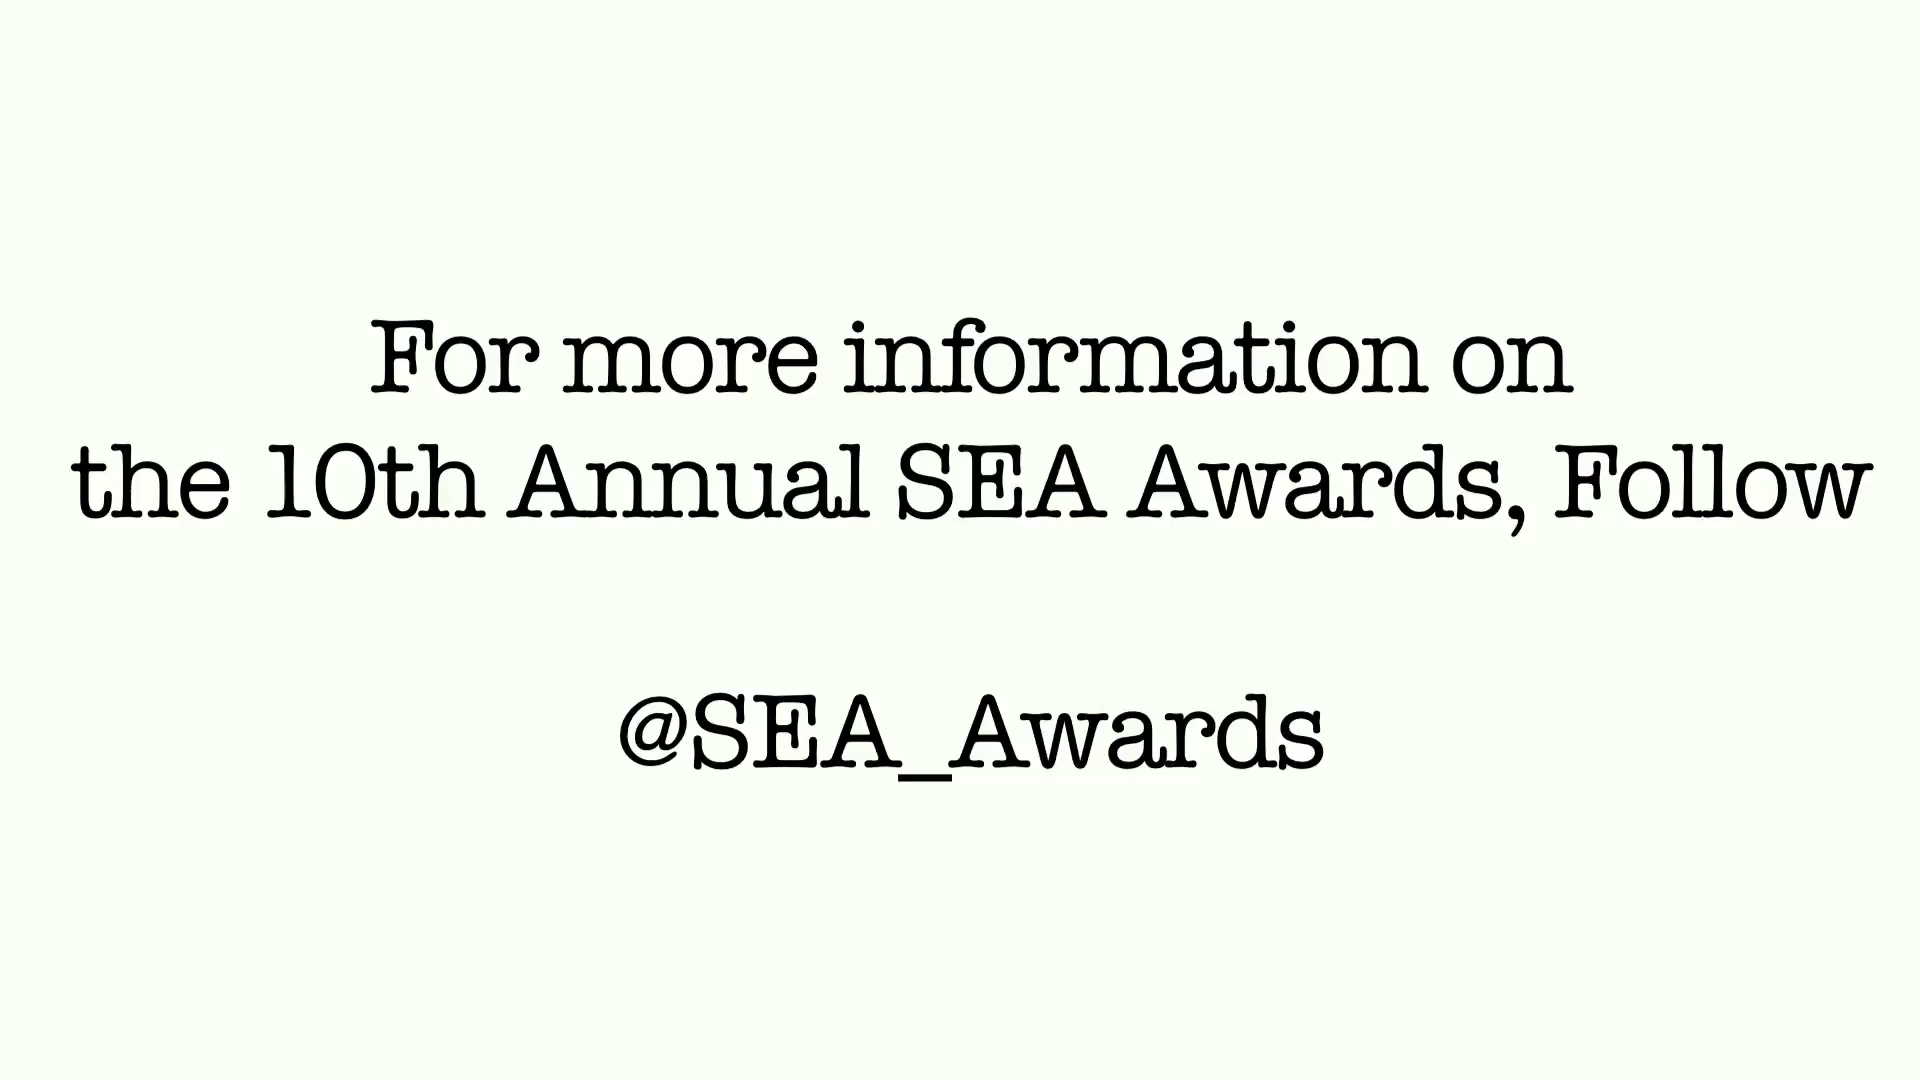 For more information on
the 10th Annual SEA Awards, Follow
@SEA_Awards